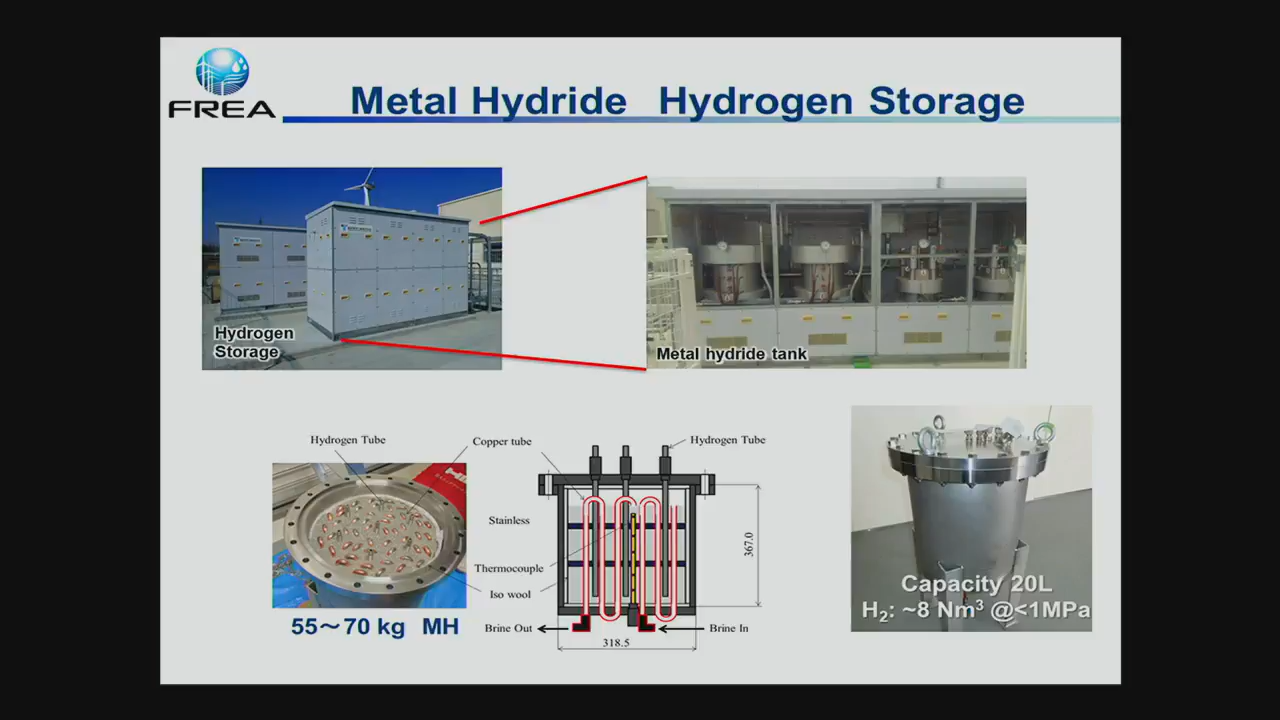 FREA
Metal Hydride Hydrogen Storage
Hydrogen
Storage
Metal hydride tank
Hydrogen Tube
Copper tube
Hydrogen Tube
Stainless
Thermocouple
Iso wool
367.0
Brine Out
Brine In
318.5
55～70 kg MH
Capacity 20L
H₂: ~8 Nm³ @<1MPa